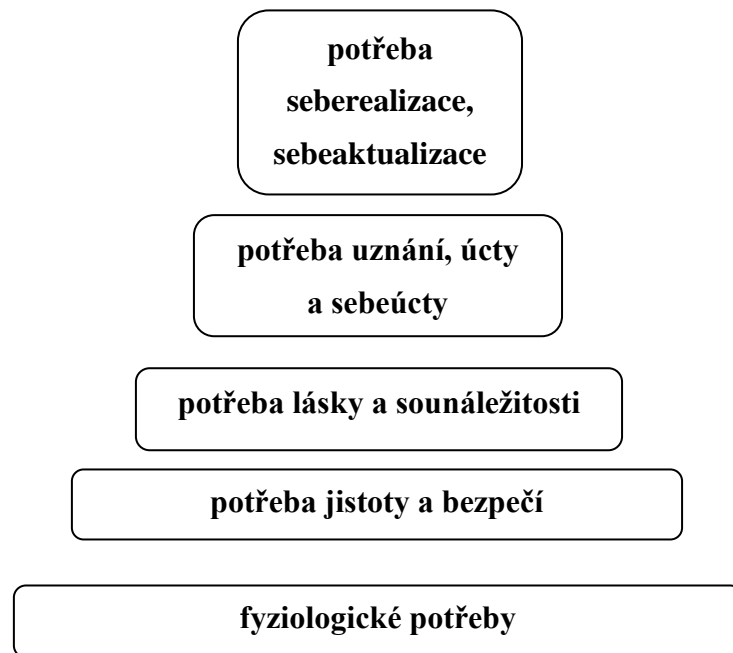 potřeba
seberealizace,
sebeaktualizace
potřeba uznání, úcty
a sebeúcty
potřeba lásky a sounáležitosti
potřeba jistoty a bezpečí
fyziologické potřeby